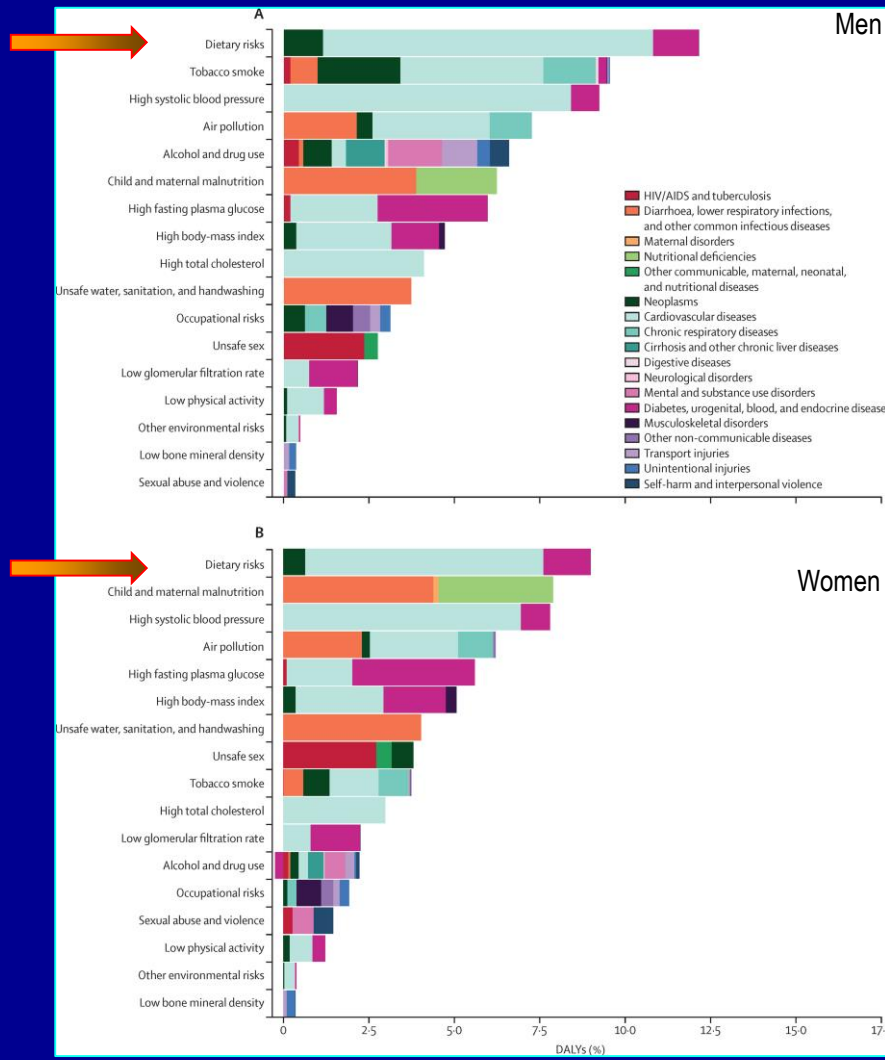 A
Men
Dietary risks
Tobacco smoke
High systolic blood pressure
Air pollution
Alcohol and drug use
Child and maternal malnutrition
High fasting plasma glucose
High body-mass index
High total cholesterol
Unsafe water, sanitation, and handwashing
Occupational risks
Unsafe sex
Low glomerular filtration rate
Low physical activity
Other environmental risks
Low bone mineral density
Sexual abuse and violence
HIV/AIDS and tuberculosis
Diarrhoea, lower respiratory infections,
and other common infectious diseases
Maternal disorders
Nutritional deficiencies
Other communicable, maternal, neonatal,
and nutritional diseases
Neoplasms
Cardiovascular diseases
Chronic respiratory diseases
Cirrhosis and other chronic liver diseases
Digestive diseases
Neurological disorders
Mental and substance use disorders
Diabetes, urogenital, blood, and endocrine disease
Musculoskeletal disorders
Other non-communicable diseases
Transport injuries
Unintentional injuries
Self-harm and interpersonal violence
B
Women
Dietary risks
Child and maternal malnutrition
High systolic blood pressure
Air pollution
High fasting plasma glucose
High body-mass index
Unsafe water, sanitation, and handwashing
Unsafe sex
Tobacco smoke
High total cholesterol
Low glomerular filtration rate
Alcohol and drug use
Occupational risks
Sexual abuse and violence
Low physical activity
Other environmental risks
Low bone mineral density
0 2·5 5·0 7·5 10·0 12·5 15·0 17·
DALYs (%)